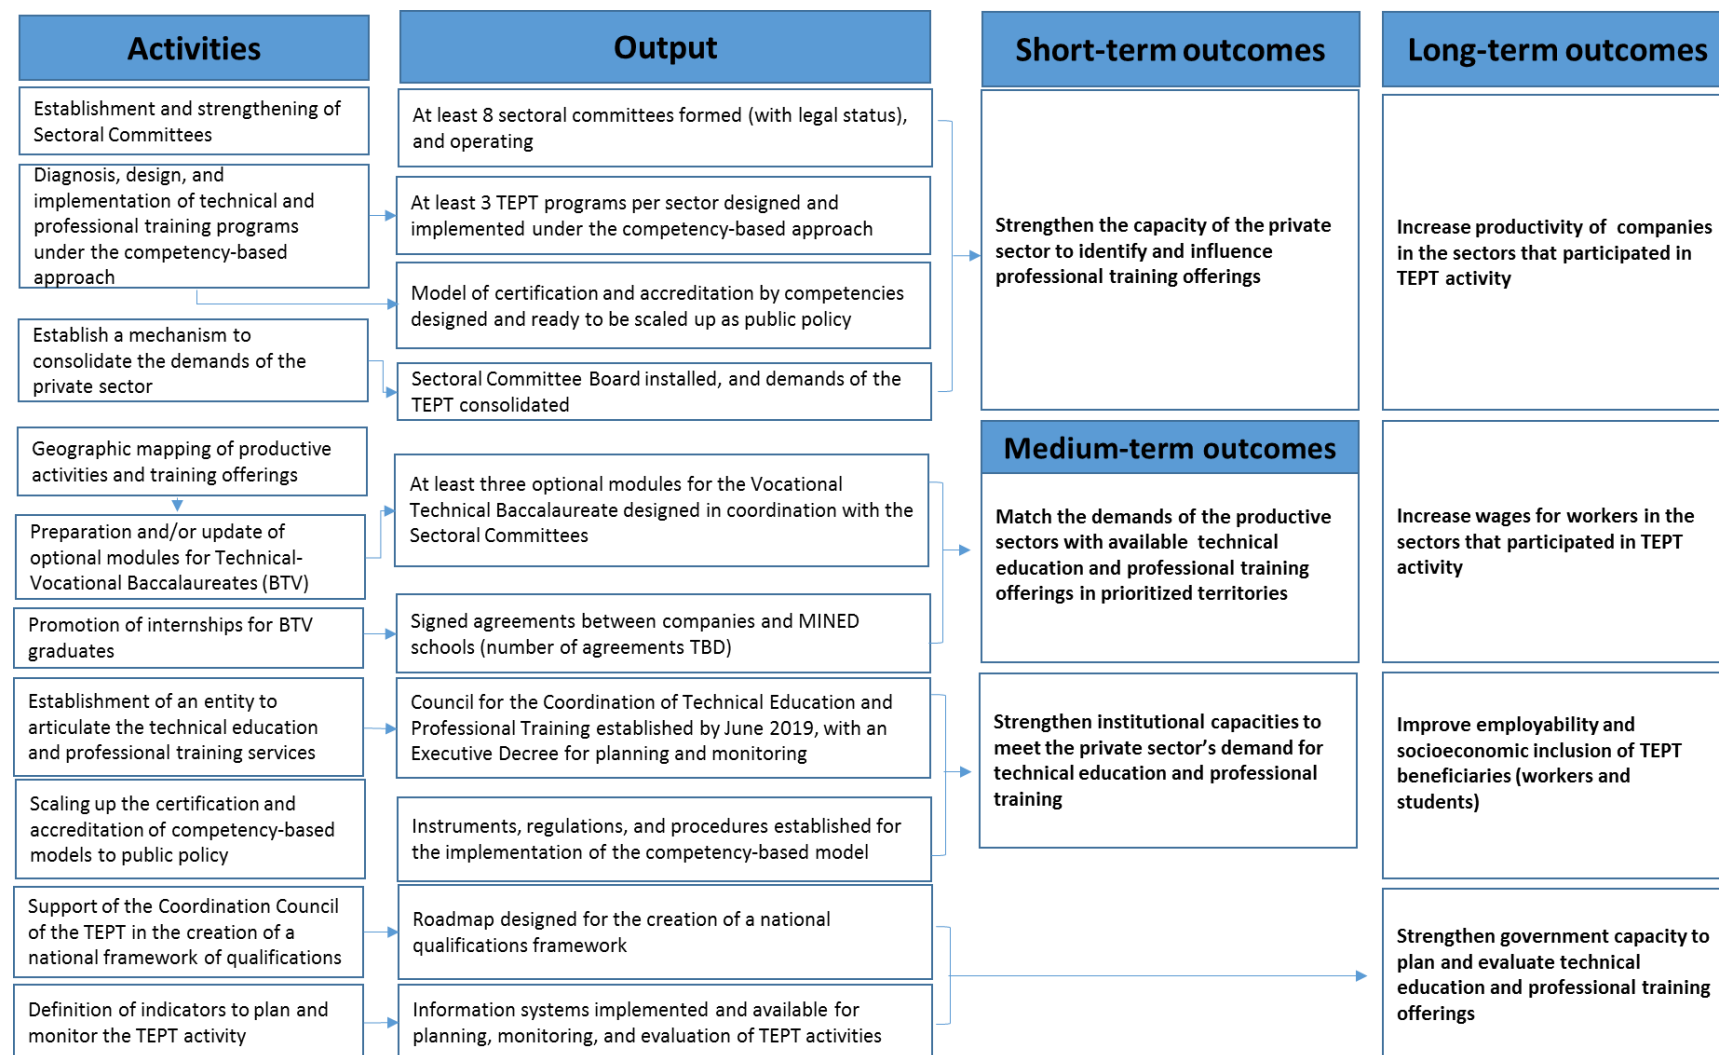 Activities
Establishment and strengthening of
Sectoral Committees
Diagnosis, design, and
implementation of technical and
professional training programs
under the competency-based
approach
Establish a mechanism to
consolidate the demands of the
private sector
Geographic mapping of productive
activities and training offerings
Preparation and/or update of
optional modules for Technical-
Vocational Baccalaureates (BTV)
Promotion of internships for BTV
graduates
Establishment of an entity to
articulate the technical education
and professional training services
Scaling up the certification and
accreditation of competency-based
models to public policy
Support of the Coordination Council
of the TEPT in the creation of a
national framework of qualifications
Definition of indicators to plan and
monitor the TEPT activity
Output
At least 8 sectoral committees formed (with legal status),
and operating
At least 3 TEPT programs per sector designed and
implemented under the competency-based approach
Model of certification and accreditation by competencies
designed and ready to be scaled up as public policy
Sectoral Committee Board installed, and demands of the
TEPT consolidated
At least three optional modules for the Vocational
Technical Baccalaureate designed in coordination with the
Sectoral Committees
Signed agreements between companies and MINED
schools (number of agreements TBD)
Council for the Coordination of Technical Education and
Professional Training established by June 2019, with an
Executive Decree for planning and monitoring
Instruments, regulations, and procedures established for
the implementation of the competency-based model
Roadmap designed for the creation of a national
qualifications framework
Information systems implemented and available for
planning, monitoring, and evaluation of TEPT activities
Short-term outcomes
Strengthen the capacity of the private
sector to identify and influence
professional training offerings
Medium-term outcomes
Match the demands of the productive
sectors with available technical
education and professional training
offerings in prioritized territories
Strengthen institutional capacities to
meet the private sector’s demand for
technical education and professional
training
Long-term outcomes
Increase productivity of companies
in the sectors that participated in
TEPT activity
Increase wages for workers in the
sectors that participated in TEPT
activity
Improve employability and
socioeconomic inclusion of TEPT
beneficiaries (workers and
students)
Strengthen government capacity to
plan and evaluate technical
education and professional training
offerings